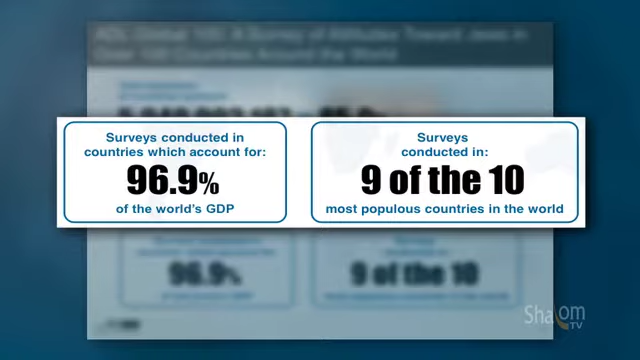 ADL Global 100: A Survey of Attitudes Toward Jews in
Over 100 Countries Around the World
Surveys conducted in
countries which account for:
96.9%
of the world's GDP
Surveys
conducted in:
9 of the 10
most populous countries in the world
96.9%
9 of the 10
Shalom
TV